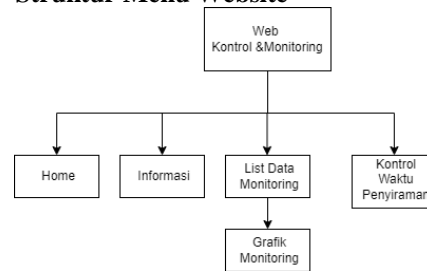 Struktur Menu Website
Web
Kontrol &Monitoring
Home
Informasi
List Data
Monitoring
Kontrol
Waktu
Penyiraman
Grafik
Monitoring